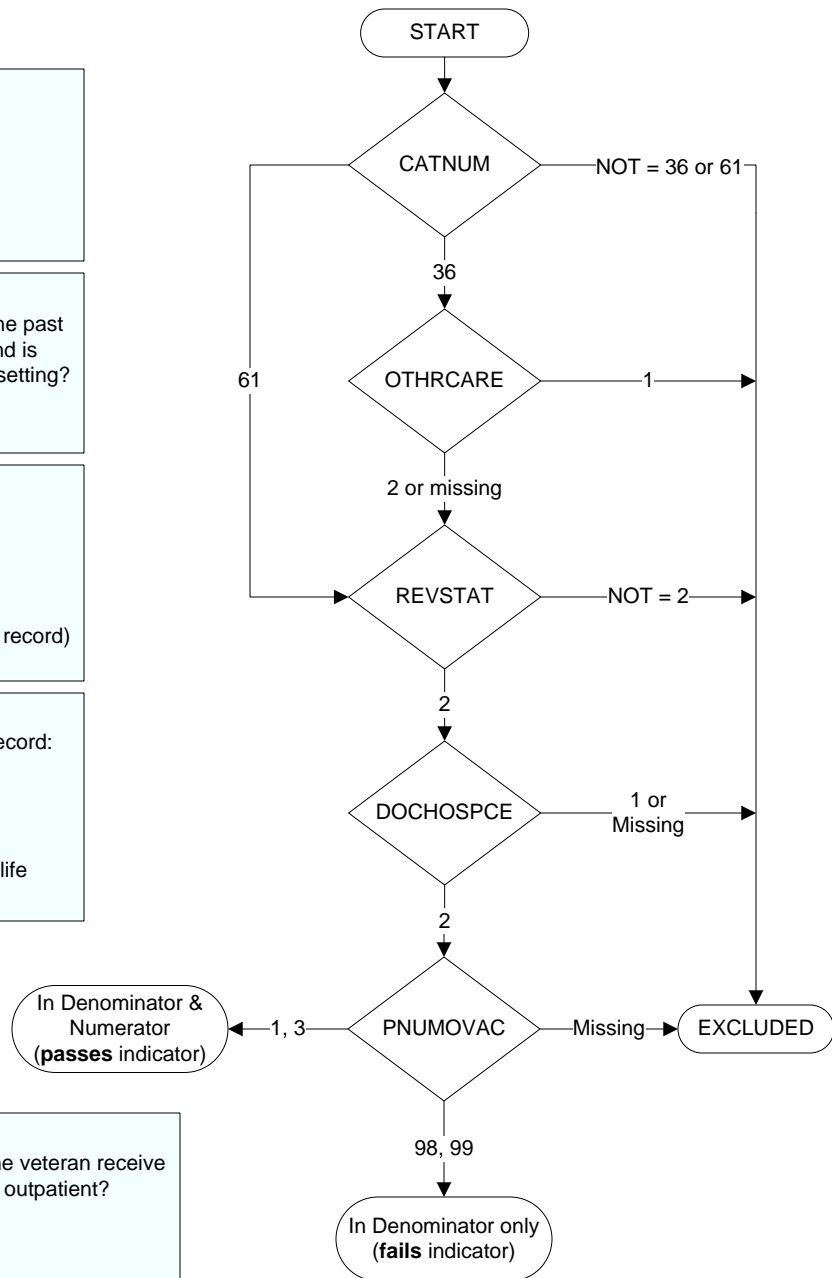 START
CATNUM
NOT = 36 or 61
36
he past
nd is
setting?
61
OTHRCARE
1
2 or missing
REVSTAT
NOT = 2
record)
2
ecord:
DOCHOSPCE
1 or
Missing
life
2
In Denominator &
Numerator
(passes indicator)
1, 3
PNUMOVAC
Missing
EXCLUDED
98, 99
he veteran receive
outpatient?
In Denominator only
(fails indicator)